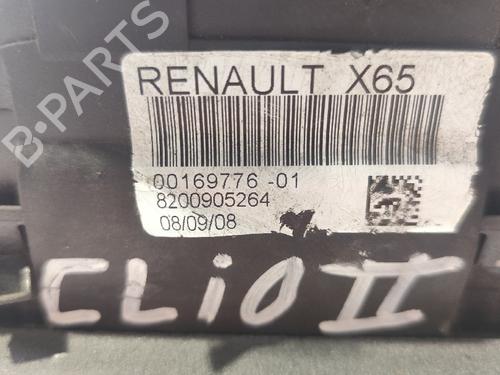 B-PARTS
RENAULT X65
00169776-01
8200905264
08/09/08
CLiO II